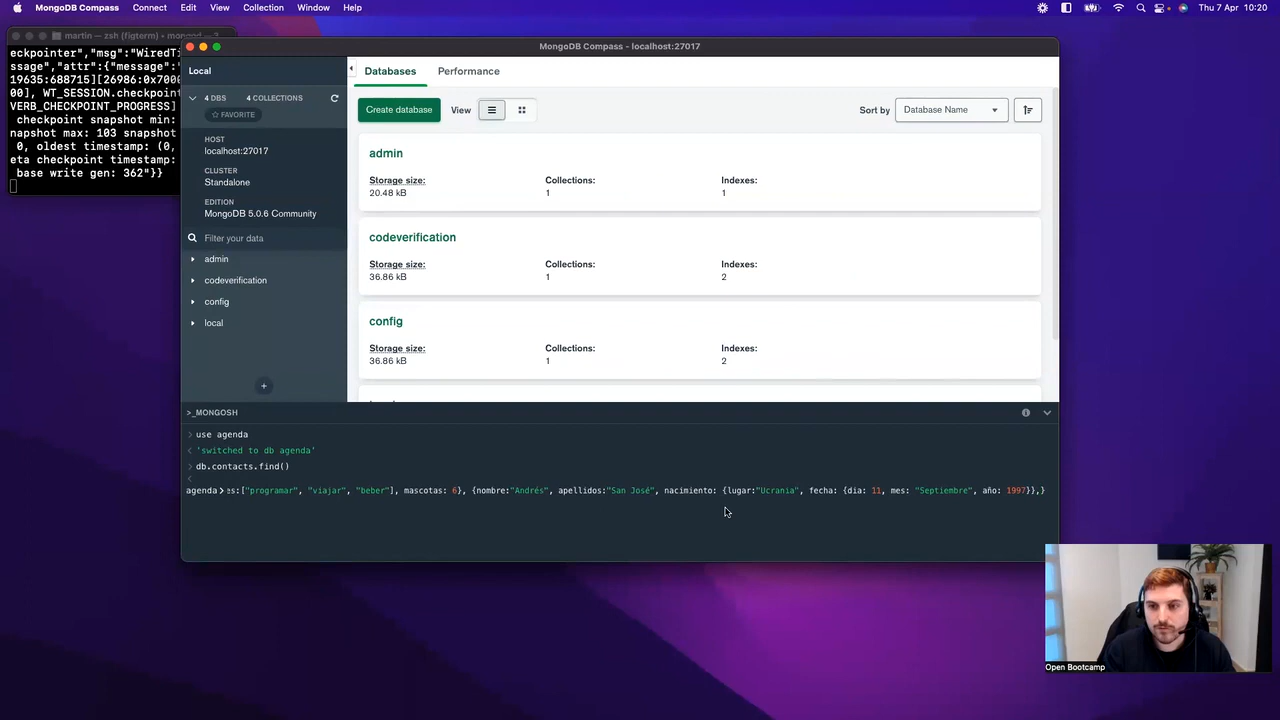 MongoDB Compass Connect Edit View Collection Window Help Thu 7 Apr 10:20
martin — zsh (figterm) • mongod —
eckpointer","msg":"WiredTi
ssage","attr":{"message":"
19635:688715][26986:0x700
00], WT_SESSION.checkpoin
VERB_CHECKPOINT_PROGRESS]
checkpoint snapshot min:
napshot max: 103 snapshot
0, oldest timestamp: (0,
eta checkpoint timestamp:
base write gen: 362"}}
MongoDB Compass - localhost:27017
Local
4 DBS 4 COLLECTIONS
FAVORITE
HOST
localhost:27017
CLUSTER
Standalone
EDITION
MongoDB 5.0.6 Community
Filter your data
admin
codeverification
config
local
+
Databases Performance
Create database View Sort by Database Name
admin
Storage size: Collections: Indexes:
20.48 kB 1 1
codeverification
Storage size: Collections: Indexes:
36.86 kB 1 2
config
Storage size: Collections: Indexes:
36.86 kB 1 2
>_MONGOSH
> use agenda
< 'switched to db agenda'
> db.contacts.find()
<
agenda> es:["programar", "viajar", "beber"], mascotas: 6}, {nombre:"Andrés", apellidos:"San José", nacimiento: {lugar:"Ucrania", fecha: {dia: 11, mes: "Septiembre", año: 1997}},}
Open Bootcamp